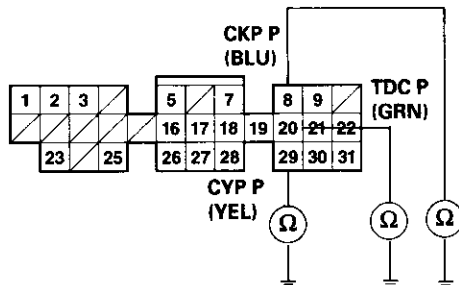 CKP P
(BLU)
TDC P
(GRN)
1 2 3 5 7 8 9
16 17 18 19 20 21 22
23 25 26 27 28 29 30 31
CYP P
(YEL)
Ω Ω Ω